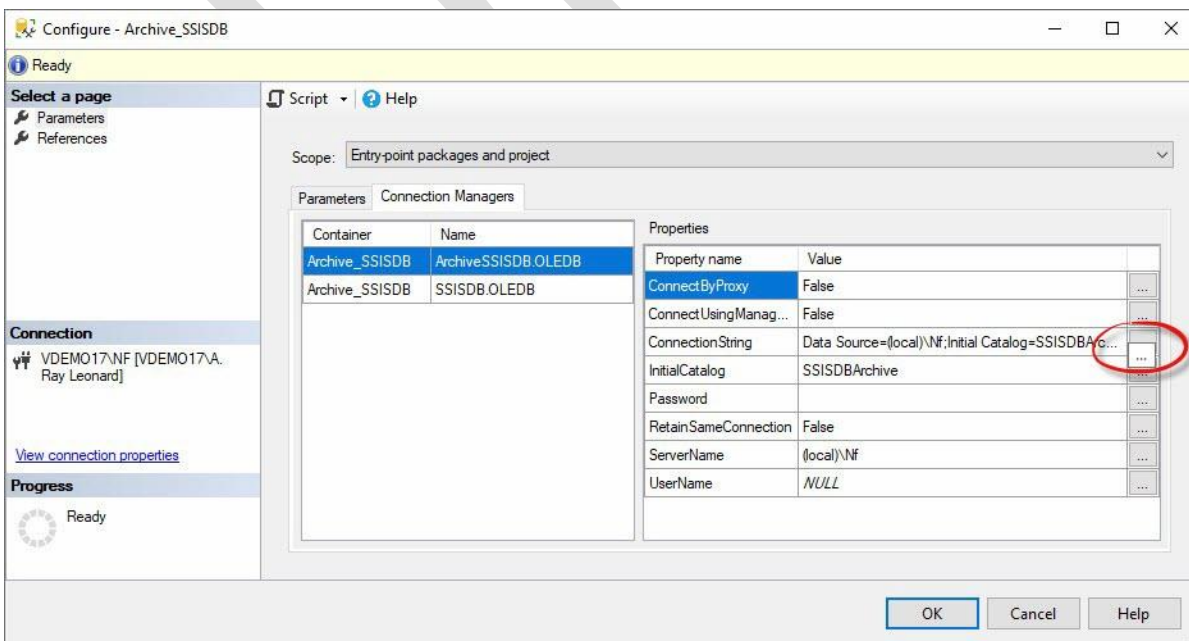 Configure - Archive_SSISDB
Ready
Select a page
Parameters
References
Script
Help
Scope: Entry-point packages and project
Parameters Connection Managers
Container Name
Archive_SSISDB ArchiveSSISDB.OLEDB
Archive_SSISDB SSISDB.OLEDB
Properties
Property name Value
ConnectByProxy False ...
ConnectUsingManag... False ...
ConnectionString Data Source=(local)\Nf;Initial Catalog=SSISDBArc... ...
InitialCatalog SSISDBArchive ...
Password ...
RetainSameConnection False ...
ServerName (local)\Nf ...
UserName NULL ...
Connection
VDEMO17\NF [VDEMO17\A.
Ray Leonard]
View connection properties
Progress
Ready
OK Cancel Help